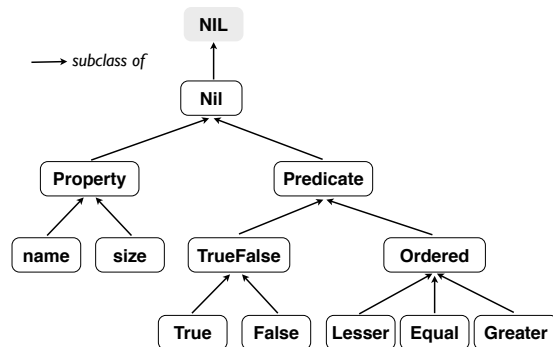 NIL
subclass of
Nil
Property Predicate
name size TrueFalse Ordered
True False Lesser Equal Greater